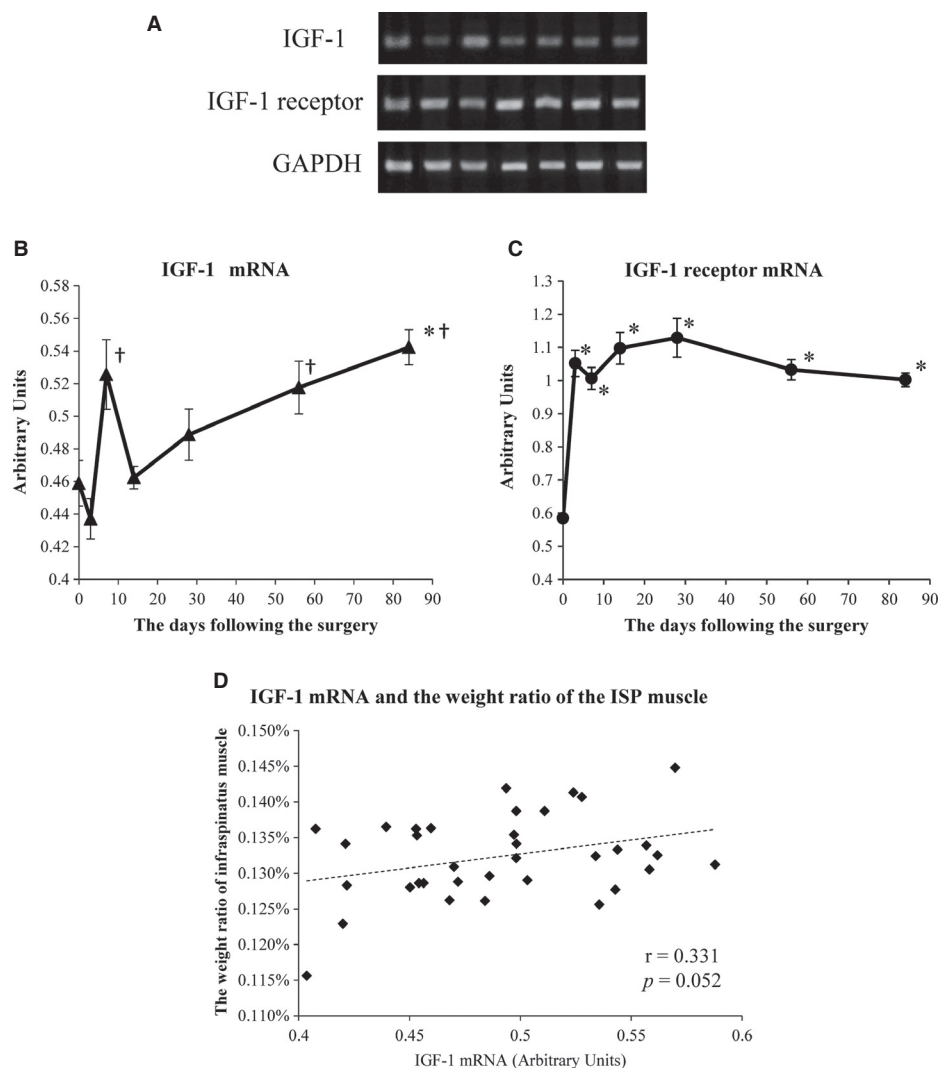 A
IGF-1
IGF-1 receptor
GAPDH
B
IGF-1 mRNA
Arbitrary Units
0.58
0.56
0.54
0.52
0.5
0.48
0.46
0.44
0.42
0.4
†
†
* †
0 10 20 30 40 50 60 70 80 90
The days following the surgery
C
IGF-1 receptor mRNA
Arbitrary Units
1.3
1.2
1.1
1
0.9
0.8
0.7
0.6
0.5
0.4
*
*
*
*
*
*
0 10 20 30 40 50 60 70 80 90
The days following the surgery
D
IGF-1 mRNA and the weight ratio of the ISP muscle
The weight ratio of infraspinatus muscle
0.150%
0.145%
0.140%
0.135%
0.130%
0.125%
0.120%
0.115%
0.110%
r = 0.331
p = 0.052
0.4 0.45 0.5 0.55 0.6
IGF-1 mRNA (Arbitrary Units)